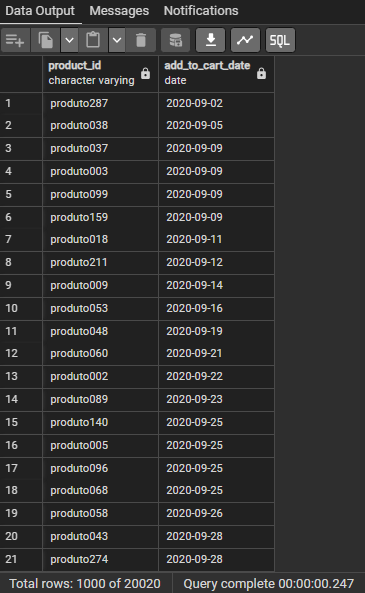 Data Output Messages Notifications
SQL
product_id add_to_cart_date
character varying date
1 produto287 2020-09-02
2 produto038 2020-09-05
3 produto037 2020-09-09
4 produto003 2020-09-09
5 produto099 2020-09-09
6 produto159 2020-09-09
7 produto018 2020-09-11
8 produto211 2020-09-12
9 produto009 2020-09-14
10 produto053 2020-09-16
11 produto048 2020-09-19
12 produto060 2020-09-21
13 produto002 2020-09-22
14 produto089 2020-09-23
15 produto140 2020-09-25
16 produto005 2020-09-25
17 produto096 2020-09-25
18 produto068 2020-09-25
19 produto058 2020-09-26
20 produto043 2020-09-28
21 produto274 2020-09-28
Total rows: 1000 of 20020 Query complete 00:00:00.247